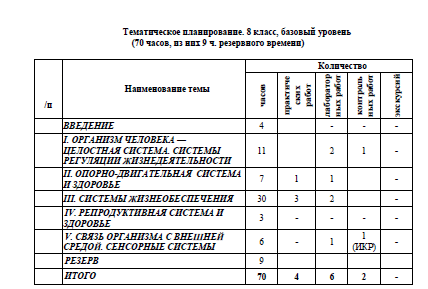 Тематическое планирование. 8 класс, базовый уровень
(70 часов, из них 9 ч. резервного времени)
/п Наименование темы Количество
часов практиче ских работ лаборатор ных работ контроль ных работ экскурсий
ВВЕДЕНИЕ 4 - - -
I. ОРГАНИЗМ ЧЕЛОВЕКА —
ЦЕЛОСТНАЯ СИСТЕМА. СИСТЕМЫ 11 2 1 -
РЕГУЛЯЦИИ ЖИЗНЕДЕЯТЕЛЬНОСТИ
II. ОПОРНО-ДВИГАТЕЛЬНАЯ СИСТЕМА 7 1 1 -
И ЗДОРОВЬЕ
III. СИСТЕМЫ ЖИЗНЕОБЕСПЕЧЕНИЯ 30 3 2 -
IV. РЕПРОДУКТИВНАЯ СИСТЕМА И 3 - - - -
ЗДОРОВЬЕ
V. СВЯЗЬ ОРГАНИЗМА С ВНЕШНЕЙ 6 - 1 1 -
СРЕДОЙ. СЕНСОРНЫЕ СИСТЕМЫ (ИКР)
РЕЗЕРВ 9
ИТОГО 70 4 6 2 -